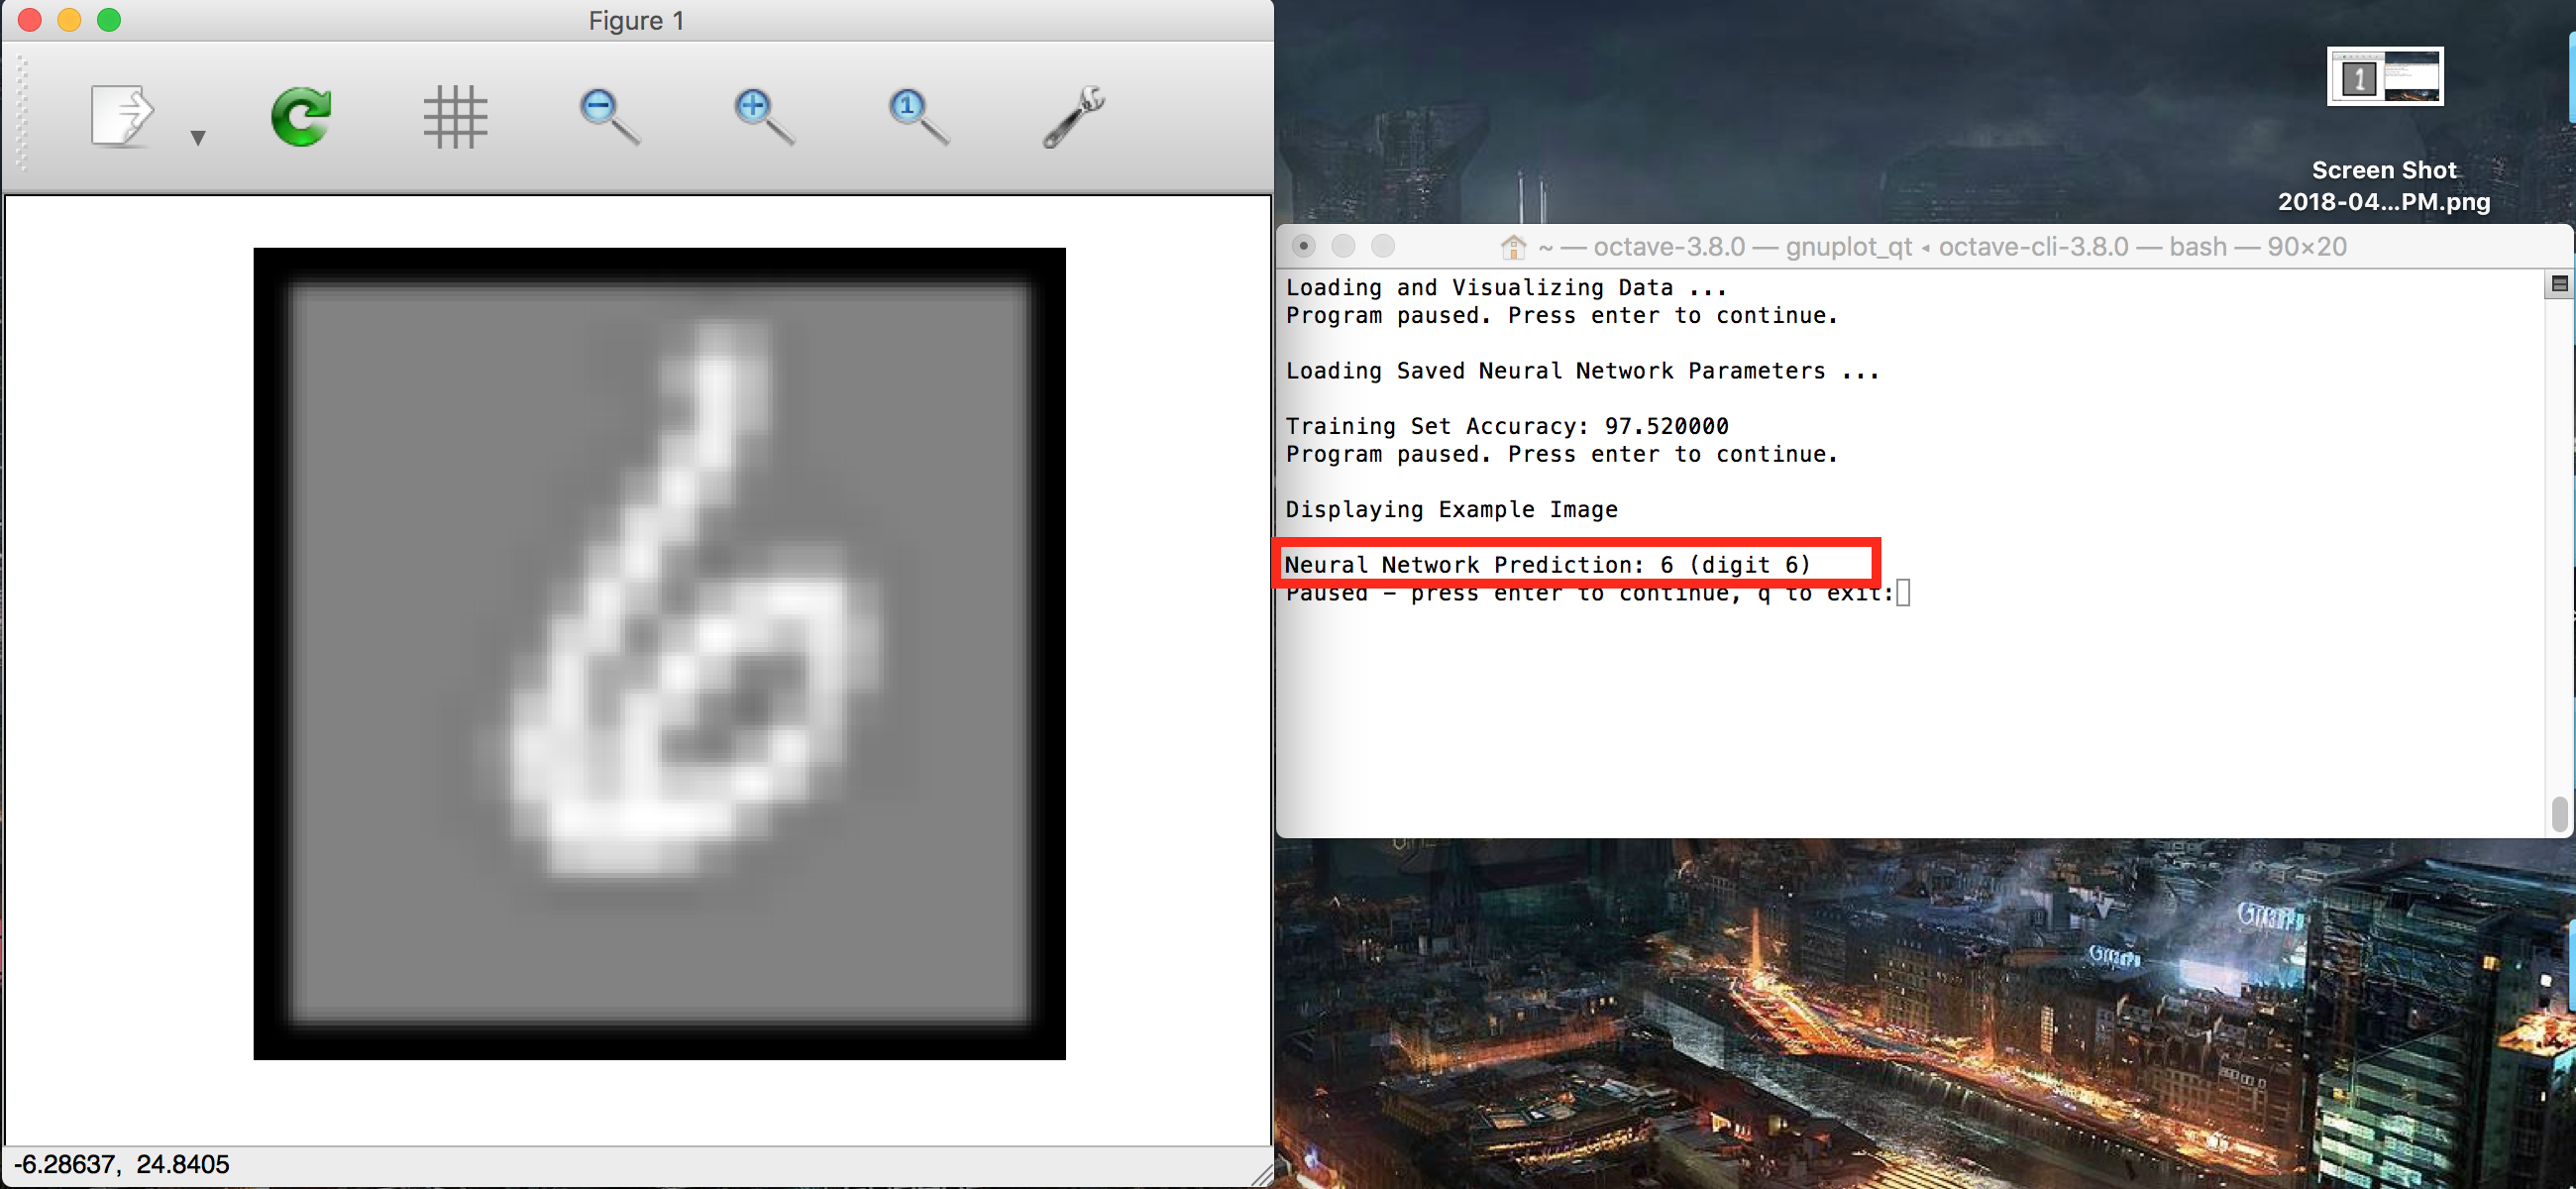 Figure 1
1
-6.28637, 24.8405
1
Screen Shot
2018-04...PM.png
~ — octave-3.8.0 — gnuplot_qt ◂ octave-cli-3.8.0 — bash — 90×20
Loading and Visualizing Data ...
Program paused. Press enter to continue.
Loading Saved Neural Network Parameters ...
Training Set Accuracy: 97.520000
Program paused. Press enter to continue.
Displaying Example Image
Neural Network Prediction: 6 (digit 6)
Paused - press enter to continue, q to exit: